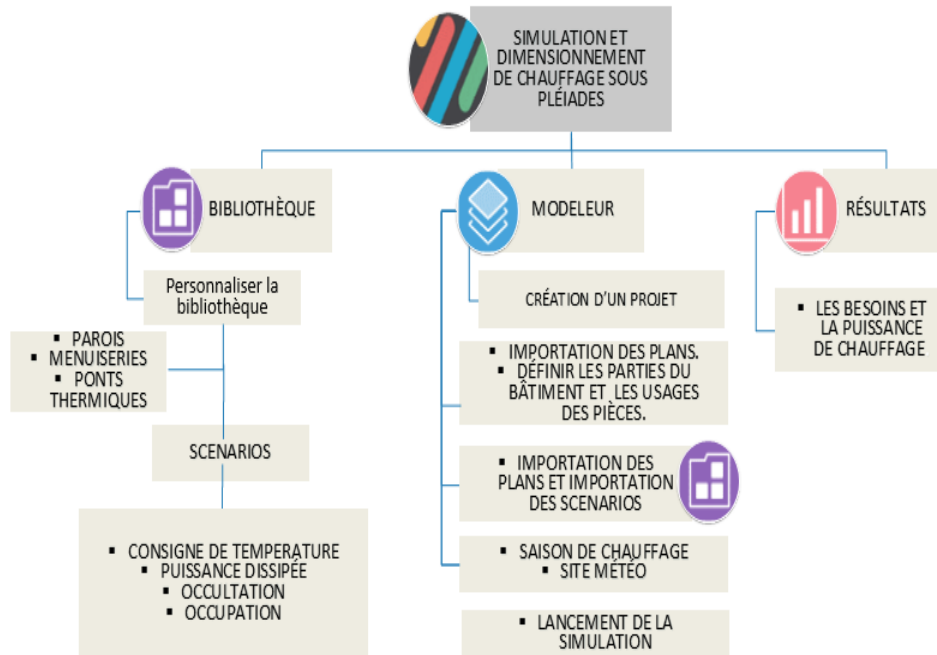 SIMULATION ET
DIMENSIONNEMENT
DE CHAUFFAGE SOUS
PLÉIADES
BIBLIOTHÈQUE
MODELEUR
RÉSULTATS
Personnaliser la
bibliothèque
▪ PAROIS
▪ MENUISERIES
▪ PONTS
THERMIQUES
SCENARIOS
▪ CONSIGNE DE TEMPERATURE
▪ PUISSANCE DISSIPÉE
▪ OCCULTATION
▪ OCCUPATION
CRÉATION D'UN PROJET
▪ IMPORTATION DES PLANS.
▪ DÉFINIR LES PARTIES DU
BÂTIMENT ET LES USAGES
DES PIÈCES.
▪ IMPORTATION DES
PLANS ET IMPORTATION
DES SCENARIOS
▪ SAISON DE CHAUFFAGE
▪ SITE MÉTÉO
▪ LANCEMENT DE LA
SIMULATION
▪ LES BESOINS ET
LA PUISSANCE
DE CHAUFFAGE